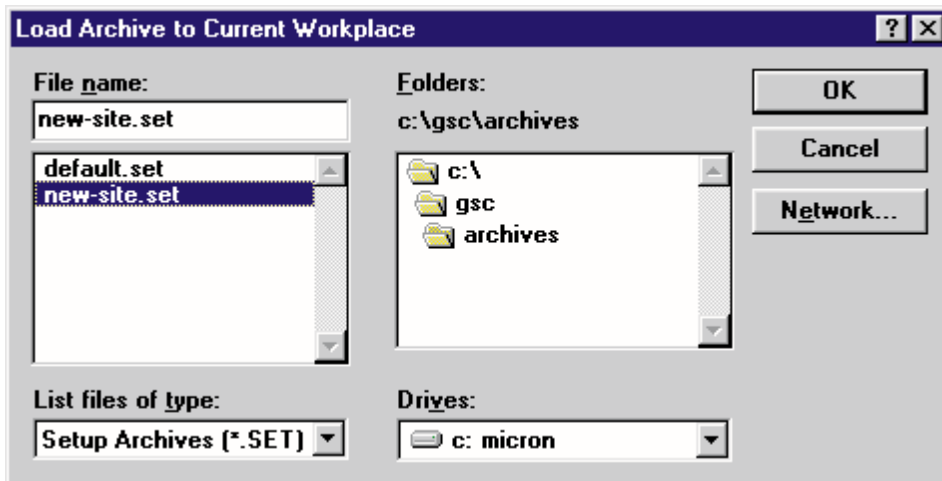 Load Archive to Current Workplace
File name:
new-site.set
default.set
new-site.set
Folders:
c:\gsc\archives
c:\
gsc
archives
OK
Cancel
Network...
List files of type:
Setup Archives (*.SET)
Drives:
c: micron